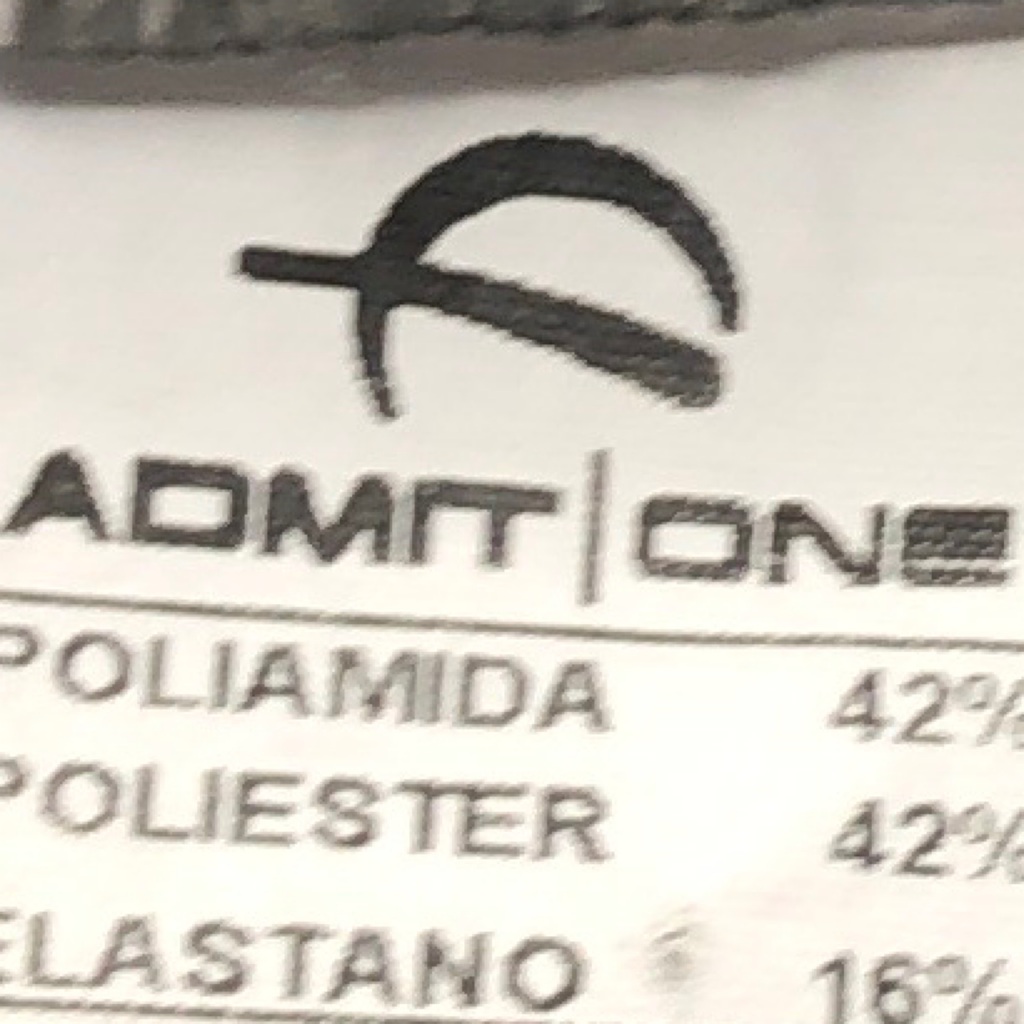 ADMIT|ONE
POLIAMIDA 42%
POLIESTER 42%
ELASTANO 16%